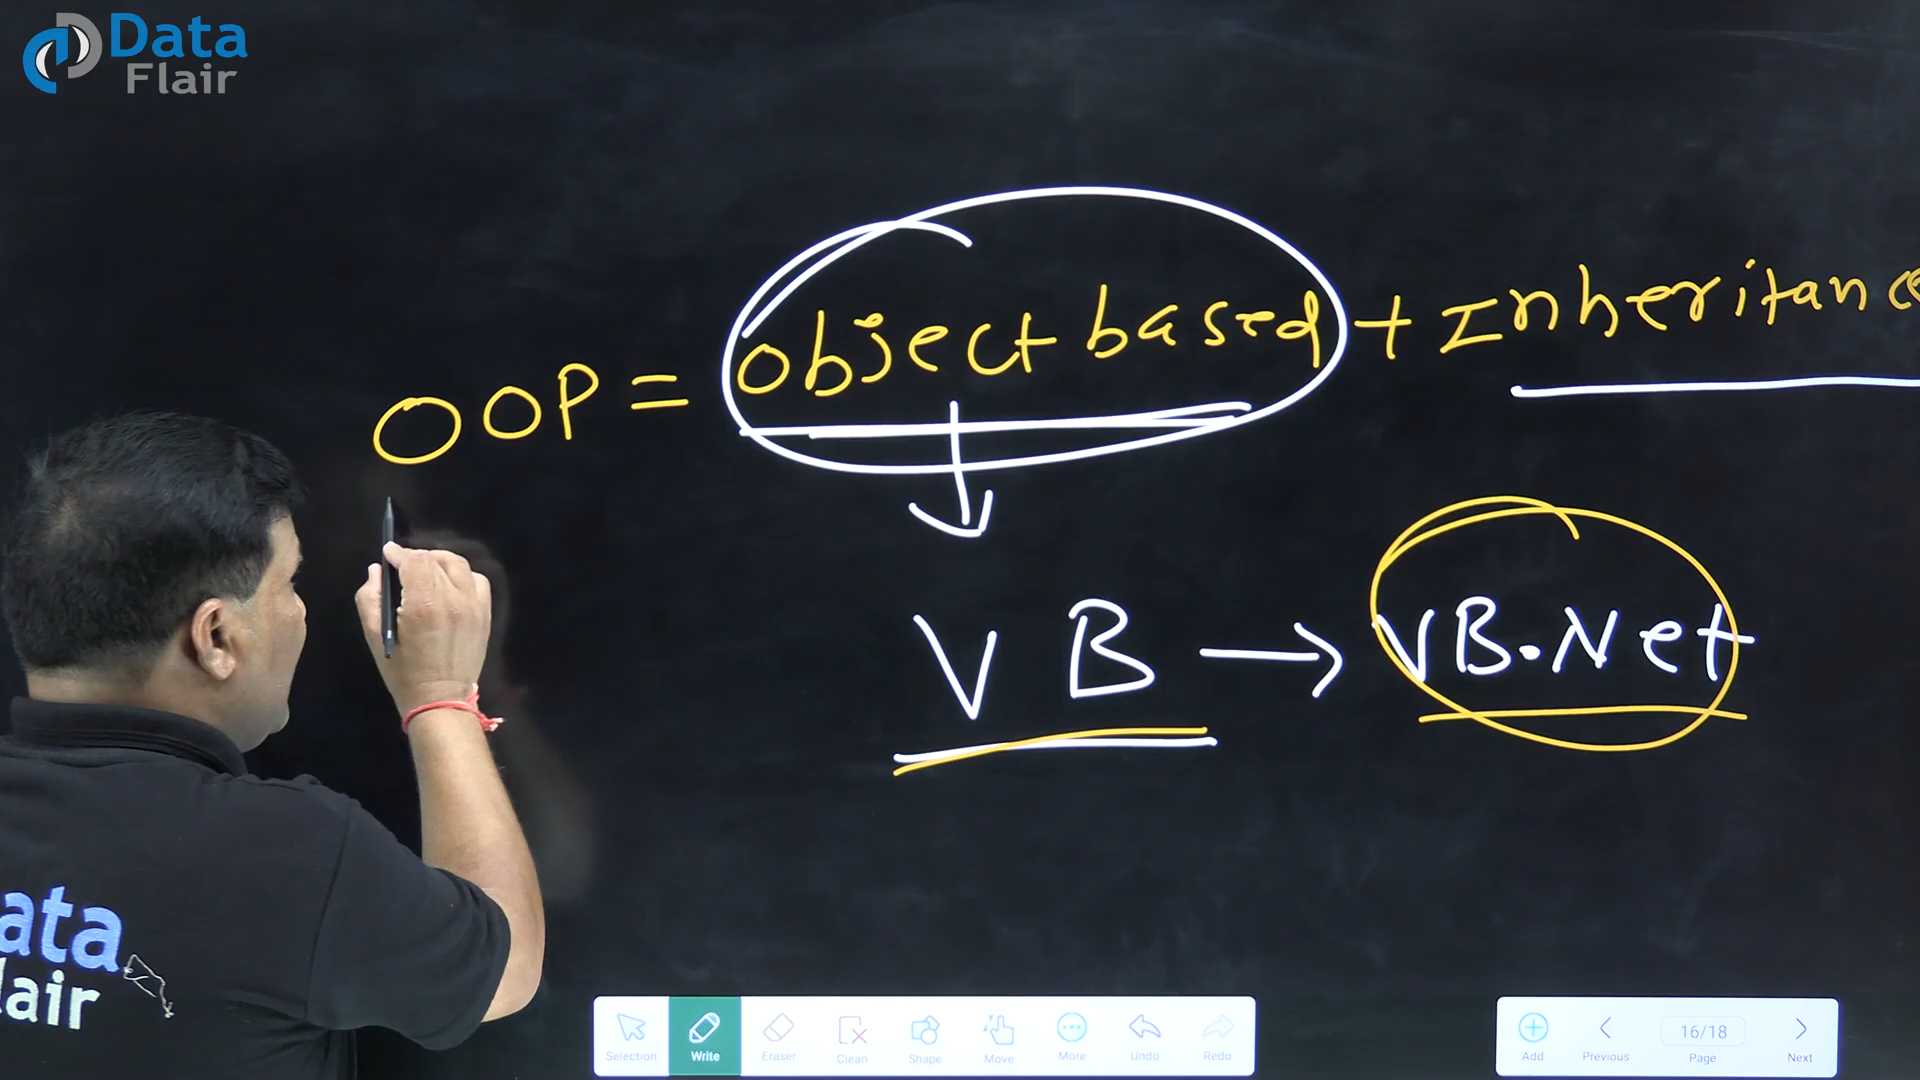 Data
Flair
OOP = object based + Inheritance
VB → VB.Net
ata
lair
Selection Write Eraser Clean Shape Move More Undo Redo
Add Previous 16/18 Page Next